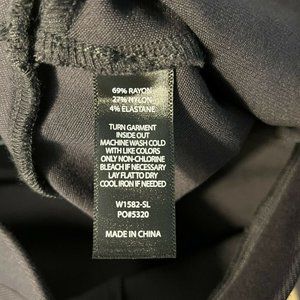 69% RAYON
27% NYLON
4% ELASTANE
TURN GARMENT
INSIDE OUT
MACHINE WASH COLD
WITH LIKE COLORS
ONLY NON-CHLORINE
BLEACH IF NECESSARY
LAY FLAT TO DRY
COOL IRON IF NEEDED
W1582-SL
PO#5320
MADE IN CHINA